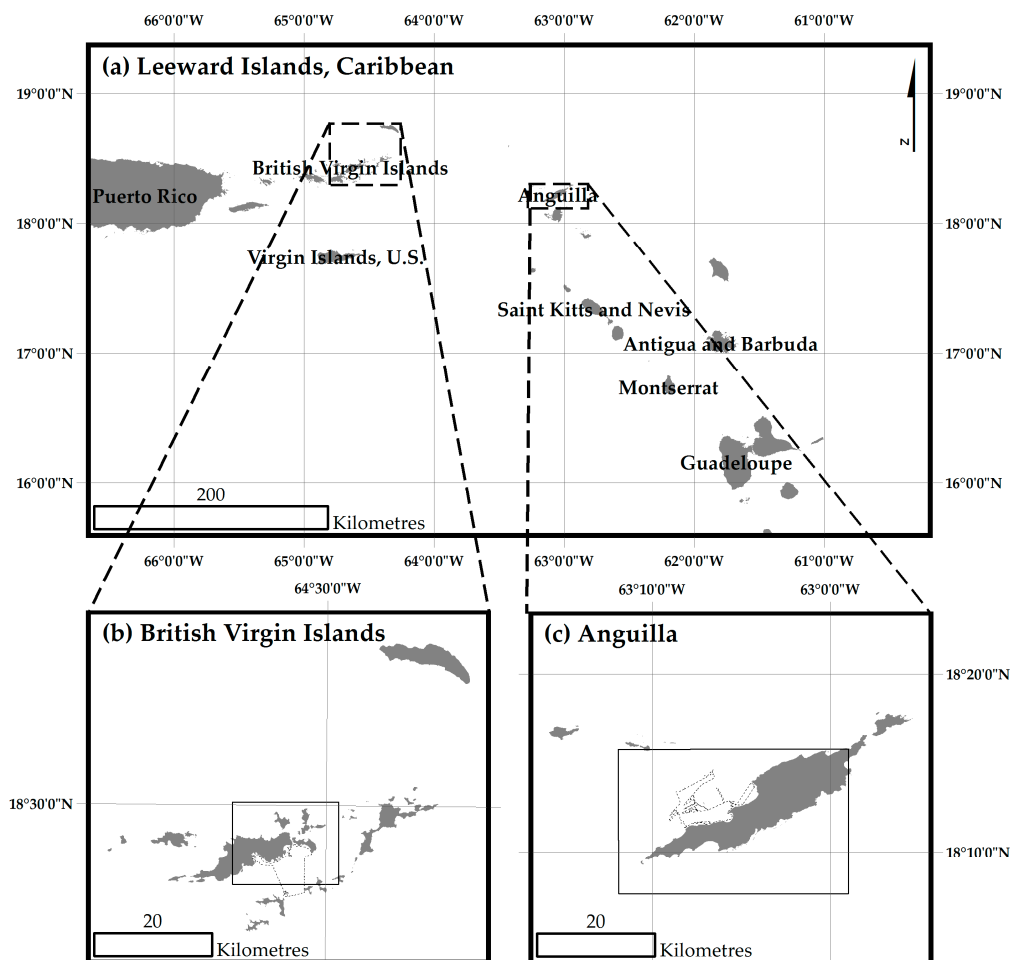 66°0'0"W 65°0'0"W 64°0'0"W 63°0'0"W 62°0'0"W 61°0'0"W
(a) Leeward Islands, Caribbean
19°0'0"N 19°0'0"N
N
British Virgin Islands
Puerto Rico
Anguilla
18°0'0"N 18°0'0"N
Virgin Islands, U.S.
Saint Kitts and Nevis
Antigua and Barbuda
17°0'0"N 17°0'0"N
Montserrat
Guadeloupe
16°0'0"N 16°0'0"N
200
Kilometres
66°0'0"W 65°0'0"W 64°0'0"W 63°0'0"W 62°0'0"W 61°0'0"W
64°30'0"W 63°10'0"W 63°0'0"W
(b) British Virgin Islands
18°30'0"N
20
Kilometres
(c) Anguilla
18°20'0"N
18°10'0"N
20
Kilometres